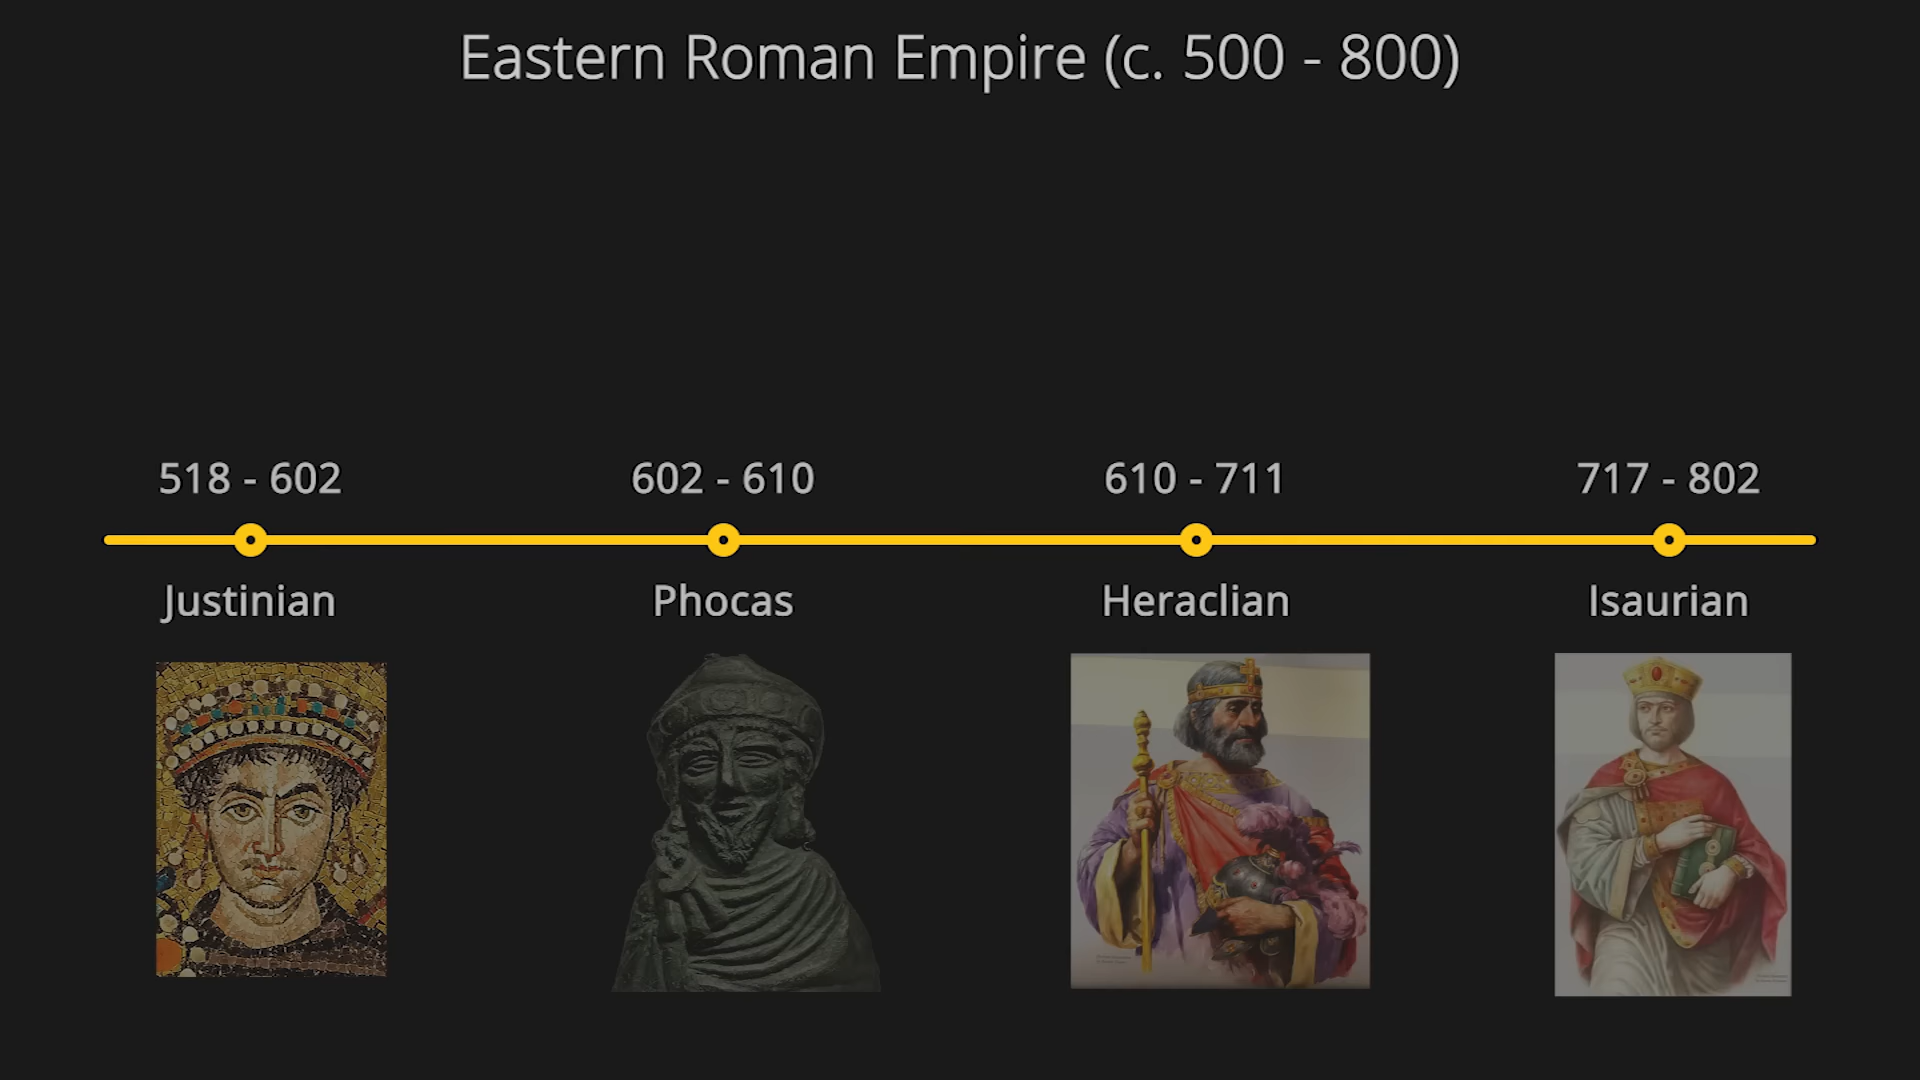 Eastern Roman Empire (c. 500 - 800)
518 - 602
602 - 610
610 - 711
717 - 802
Justinian
Phocas
Heraclian
Isaurian